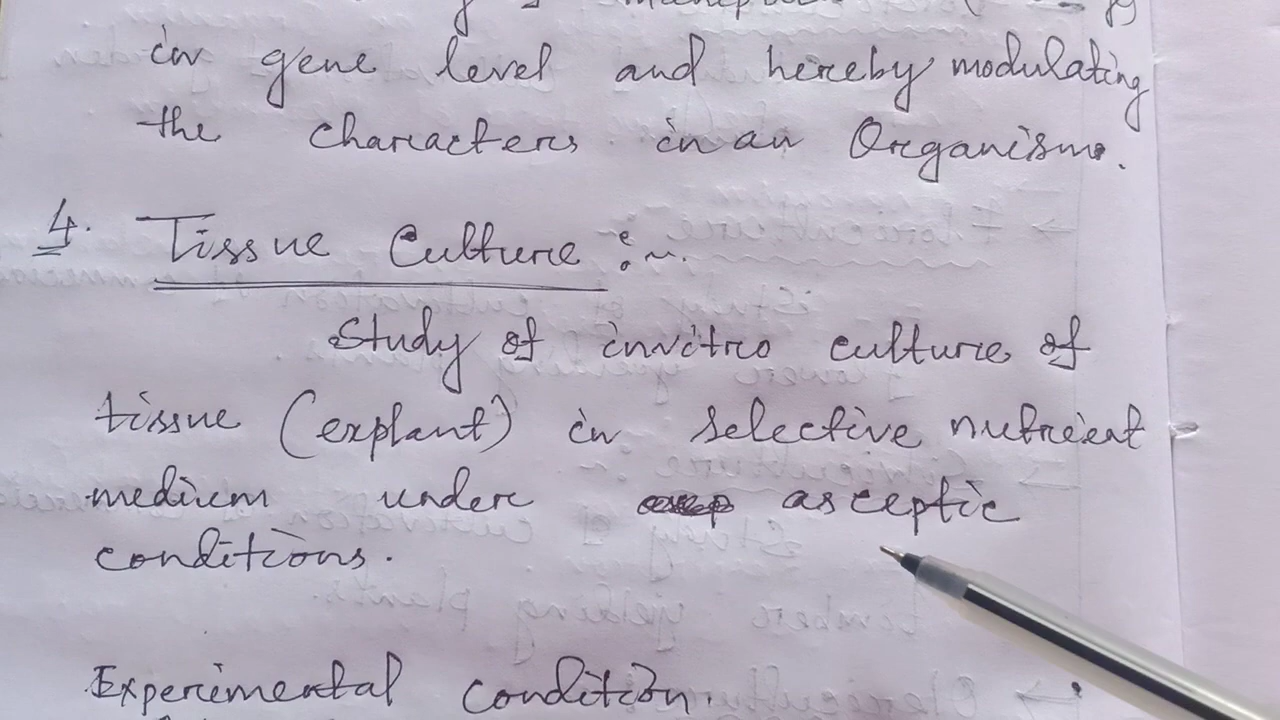 in gene level and hereby modulating
the characters in an Organism.
4. Tissue Culture :~.
Study of invitro culture of
tissue (explant) in selective nutrient
medium under asceptic
conditions.
Experimental condition.